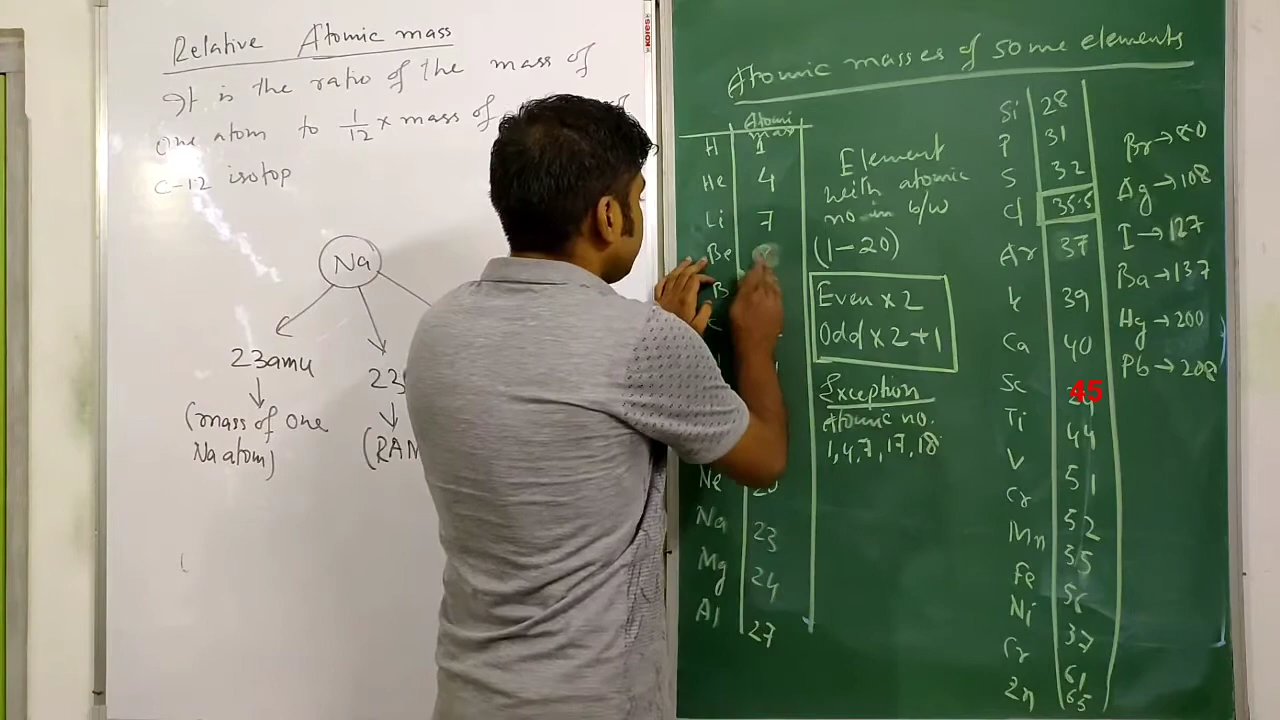 Relative Atomic mass
It is the ratio of the mass of
one atom to 1/12 x mass of
C-12 isotop
Na
23amu
(mass of one
Na atom)
23
(RAM
kores
Atomic masses of some elements
Atomi
mas
H 1
He 4
Li 7
Be
B
Ne
Na 23
Mg 24
Al 27
Element
with atomic
no in b/w
(1-20)
Even x 2
Odd x 2 + 1
Exception
Atomic no.
1,4,7,17,18
Si 28
P 31
S 32
Cl 35.5
Ar 37
K 39
Ca 40
Sc 45
Ti 44
V 51
Cr 52
Mn 35
Fe 56
Ni 37
Cr 61
Zn 65
Br → 80
Ag → 108
I → 127
Ba → 137
Hg → 200
Pb → 208